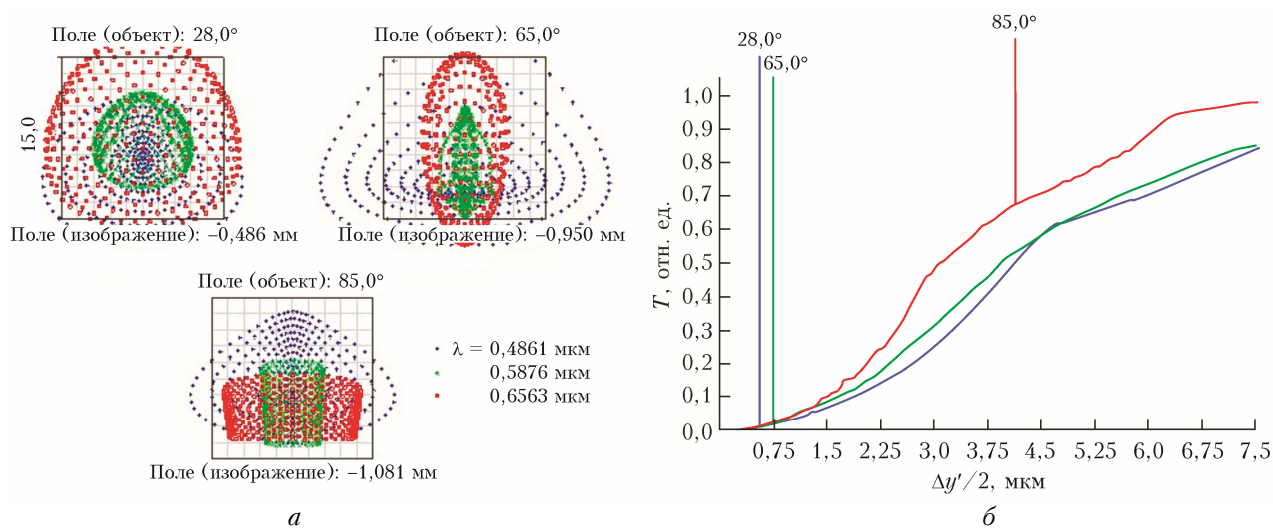 Поле (объект): 28,0°
Поле (объект): 65,0°
15,0
Поле (изображение): −0,486 мм
Поле (изображение): −0,950 мм
Поле (объект): 85,0°
λ = 0,4861 мкм
0,5876 мкм
0,6563 мкм
Поле (изображение): −1,081 мм
а
28,0°
65,0°
85,0°
T, отн. ед.
1,0
0,9
0,8
0,7
0,6
0,5
0,4
0,3
0,2
0,1
0,0
0,75 1,5 2,25 3.0 3,75 4,5 5,25 6,0 6,75 7,5
Δy′/2, мкм
б